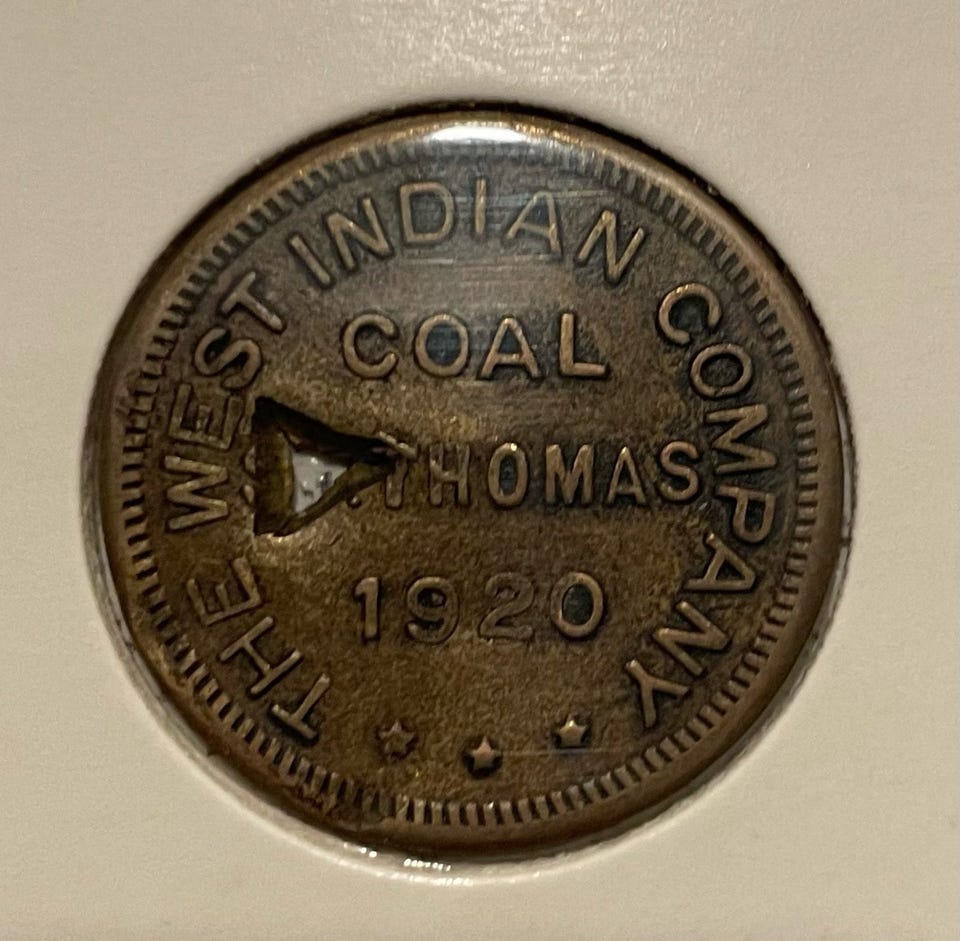 THE WEST INDIAN COMPANY
COAL
THOMAS
1920